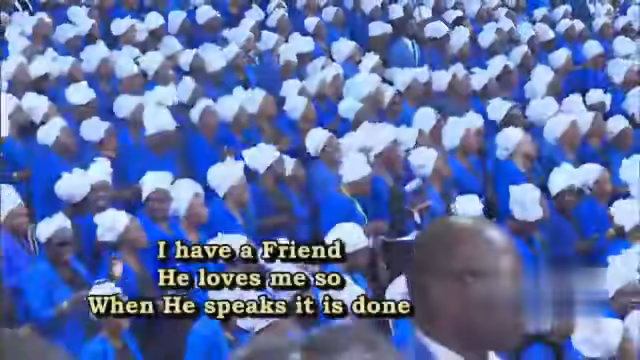 I have a Friend
He loves me so
When He speaks it is done